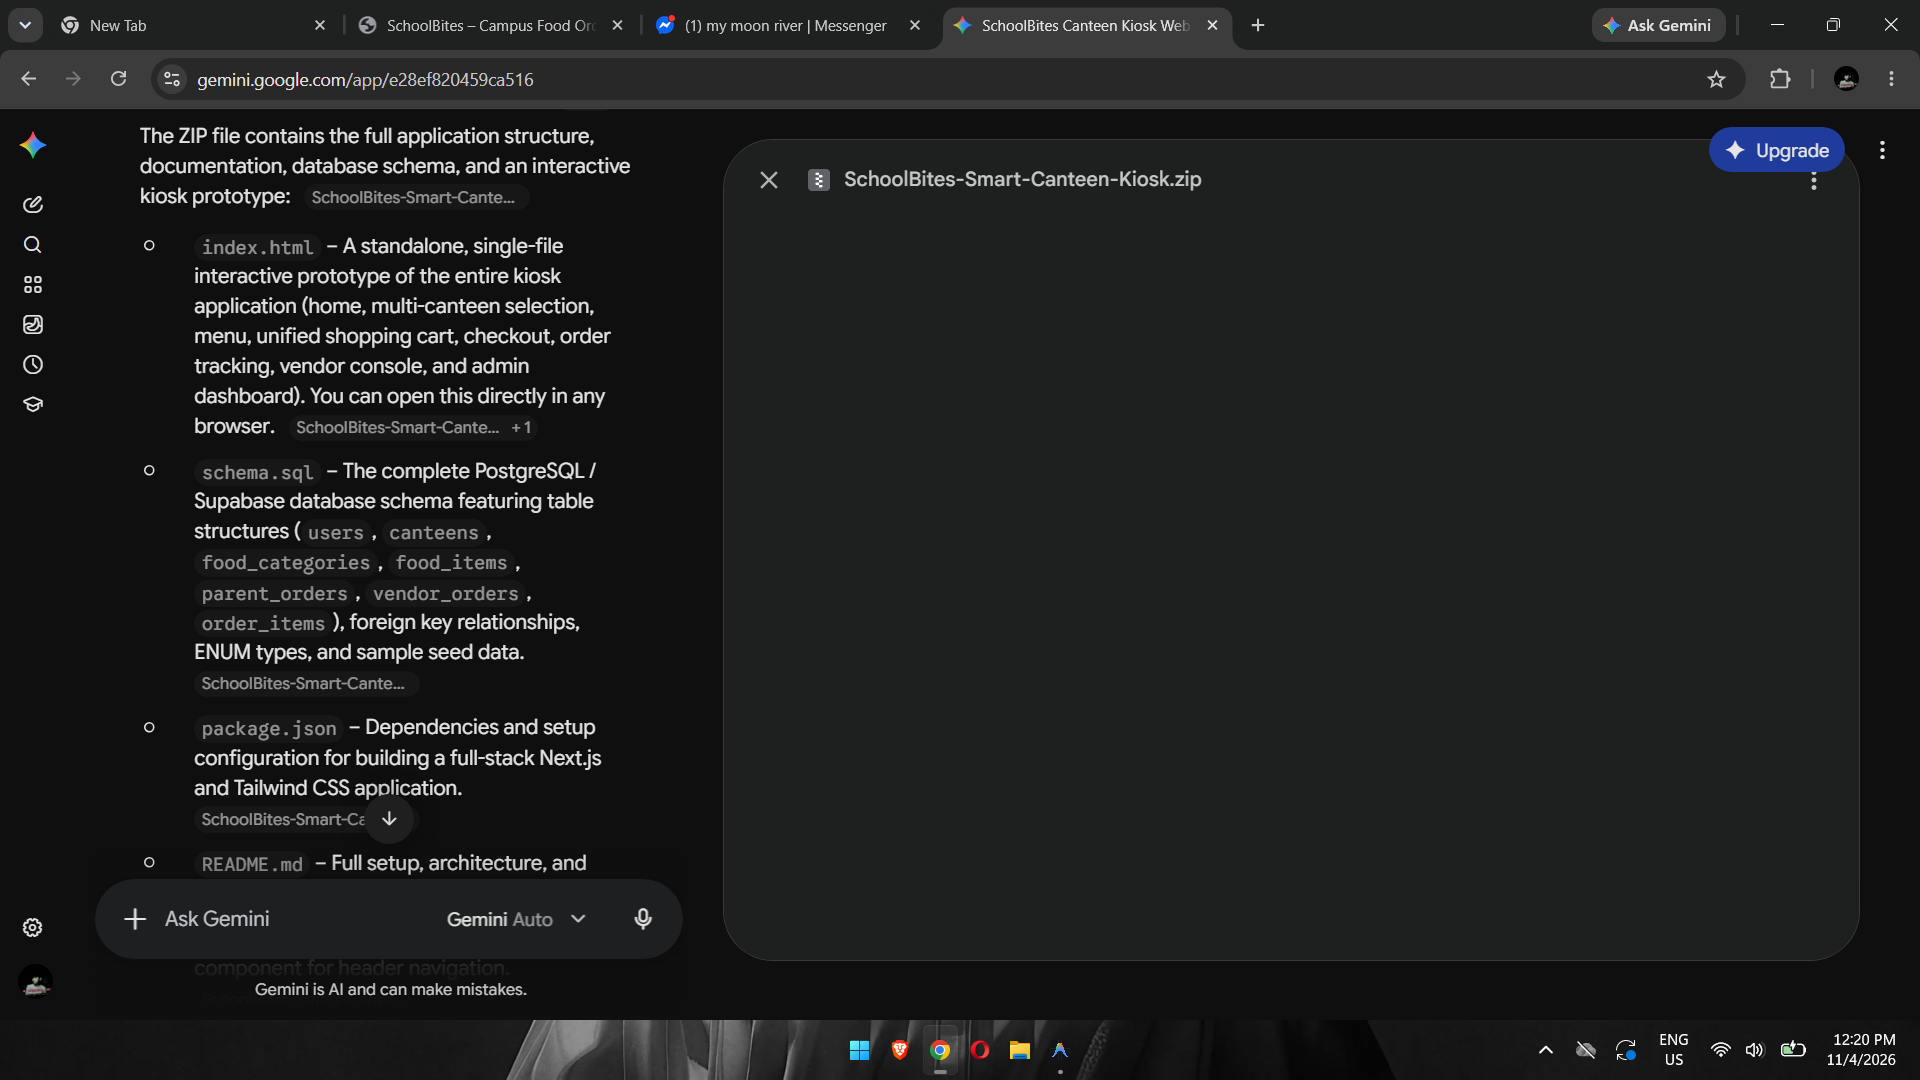 New Tab
SchoolBites – Campus Food Or
(1) my moon river | Messenger
SchoolBites Canteen Kiosk Web
Ask Gemini
gemini.google.com/app/e28ef820459ca516
The ZIP file contains the full application structure,
documentation, database schema, and an interactive
kiosk prototype: SchoolBites-Smart-Cante...
index.html – A standalone, single-file
interactive prototype of the entire kiosk
application (home, multi-canteen selection,
menu, unified shopping cart, checkout, order
tracking, vendor console, and admin
dashboard). You can open this directly in any
browser. SchoolBites-Smart-Cante... +1
schema.sql – The complete PostgreSQL /
Supabase database schema featuring table
structures ( users , canteens ,
food_categories , food_items ,
parent_orders , vendor_orders ,
order_items ), foreign key relationships,
ENUM types, and sample seed data.
SchoolBites-Smart-Cante...
package.json – Dependencies and setup
configuration for building a full-stack Next.js
and Tailwind CSS application.
SchoolBites-Smart-Ca
README.md – Full setup, architecture, and
Ask Gemini
Gemini Auto
component for header navigation.
Gemini is AI and can make mistakes.
SchoolBites-Smart-Canteen-Kiosk.zip
Upgrade
ENG
US
12:20 PM
11/4/2026